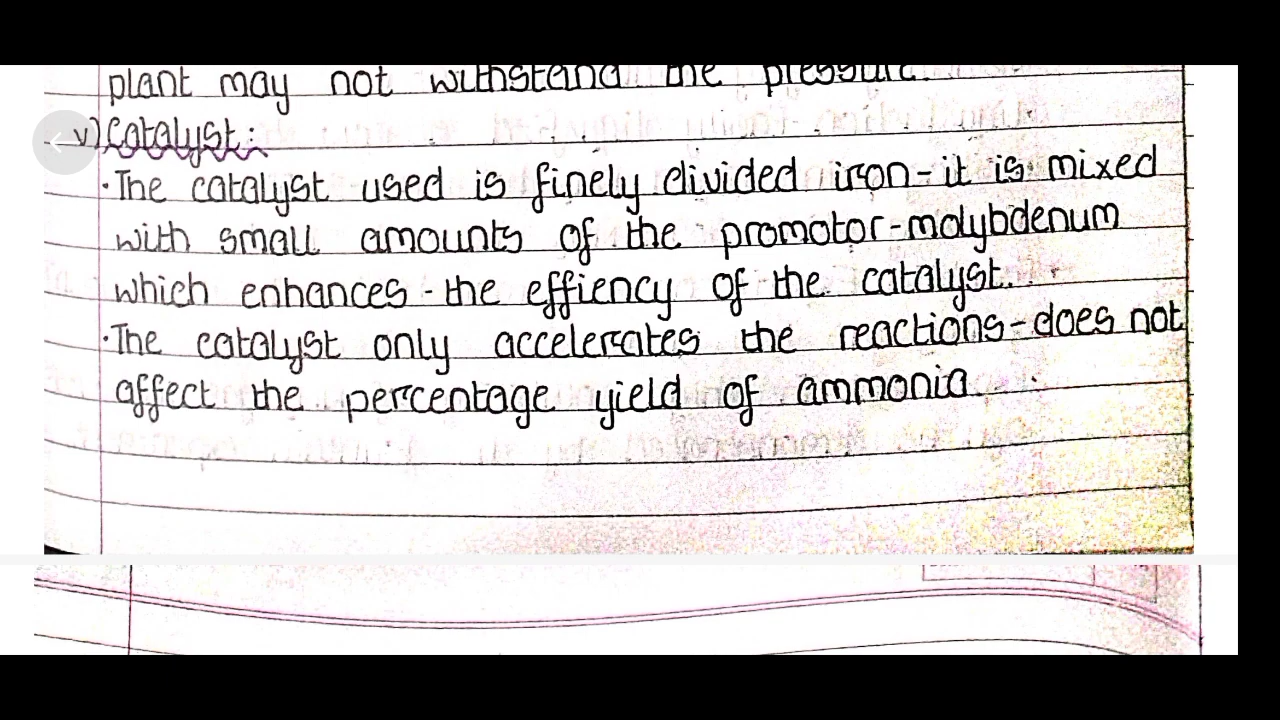 plant may not withstand the pressure.
v) Catalyst:
·The catalyst used is finely divided iron - it is mixed
with small amounts of the promotor - molybdenum
which enhances - the effiency of the catalyst.
·The catalyst only accelerates the reactions - does not
affect the percentage yield of ammonia